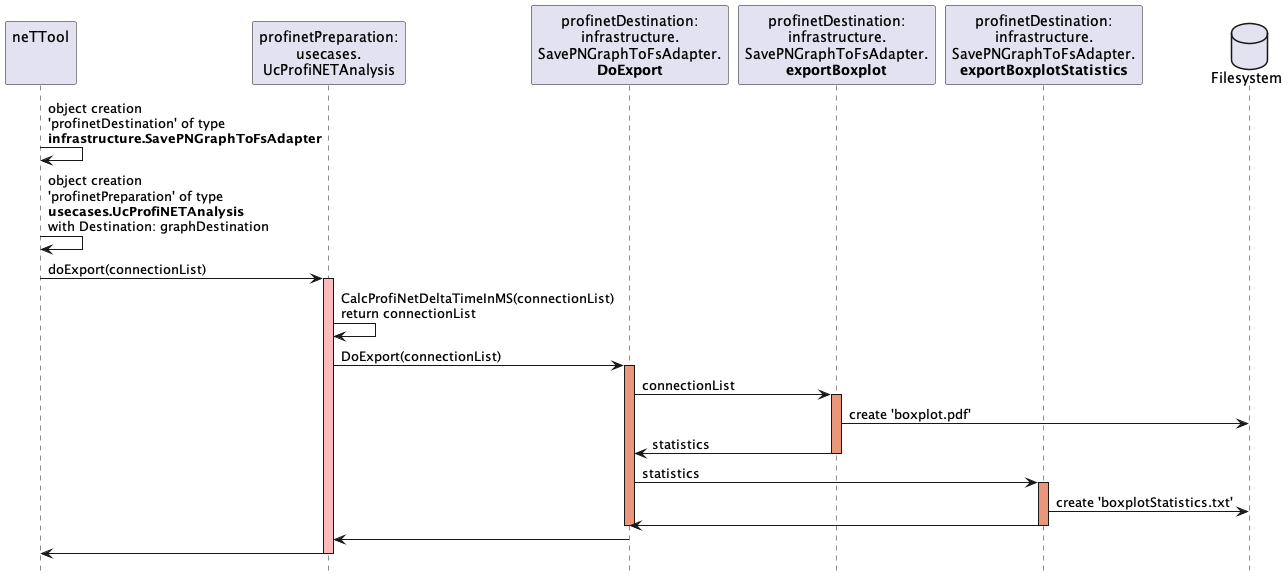 neTTool
profinetPreparation:
usecases.
UcProfiNETAnalysis
profinetDestination:
infrastructure.
SavePNGraphToFsAdapter.
DoExport
profinetDestination:
infrastructure.
SavePNGraphToFsAdapter.
exportBoxplot
profinetDestination:
infrastructure.
SavePNGraphToFsAdapter.
exportBoxplotStatistics
Filesystem
object creation
'profinetDestination' of type
infrastructure.SavePNGraphToFsAdapter
object creation
'profinetPreparation' of type
usecases.UcProfiNETAnalysis
with Destination: graphDestination
doExport(connectionList)
CalcProfiNetDeltaTimeInMS(connectionList)
return connectionList
DoExport(connectionList)
connectionList
create 'boxplot.pdf'
statistics
statistics
create 'boxplotStatistics.txt'